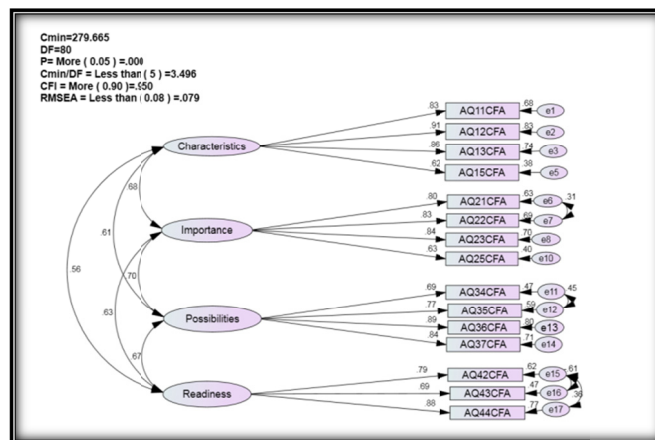 Cmin=279.665
DF=80
P= More ( 0.05 ) =.000
Cmin/DF = Less than ( 5 ) =3.496
CFI = More ( 0.90 ) =.950
RMSEA = Less than ( 0.08 ) =.079
Characteristics
.83 AQ11CFA .68 e1
.91 AQ12CFA .83 e2
.86 AQ13CFA .74 e3
.62 AQ15CFA .38 e5
.68
.61
.56
Importance
.80 AQ21CFA .63 e6 .31
.83 AQ22CFA .69 e7
.84 AQ23CFA .70 e8
.63 AQ25CFA .40 e10
.70
.63
Possibilities
.69 AQ34CFA .47 e11 .45
.77 AQ35CFA .59 e12
.89 AQ36CFA .80 e13
.84 AQ37CFA .71 e14
.67
Readiness
.79 AQ42CFA .62 e15 .61
.69 AQ43CFA .47 e16 .36
.88 AQ44CFA .77 e17